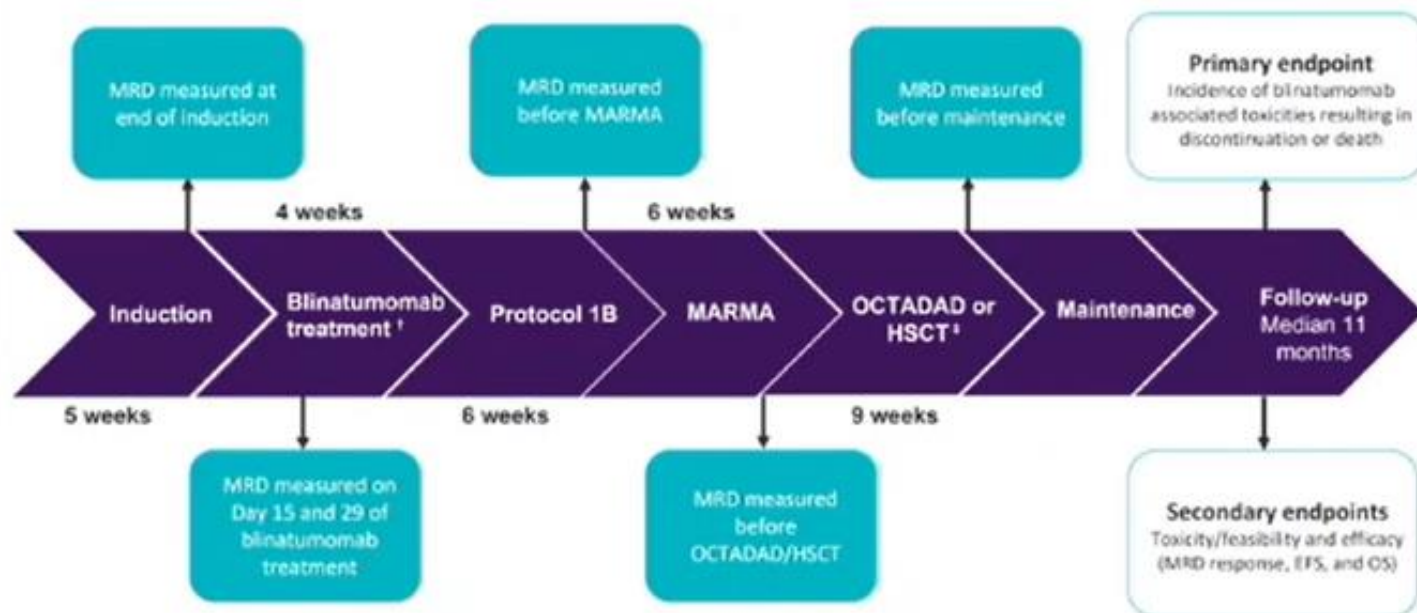 MRD measured at
end of induction
MRD measured
before MARMA
MRD measured
before maintenance
Primary endpoint
Incidence of blinatumomab
associated toxicities resulting in
discontinuation or death
4 weeks
6 weeks
Induction
Blinatumomab
treatment †
Protocol 1B
MARMA
OCTADAD or
HSCT ‡
Maintenance
Follow-up
Median 11
months
5 weeks
6 weeks
9 weeks
MRD measured on
Day 15 and 29 of
blinatumomab
treatment
MRD measured
before
OCTADAD/HSCT
Secondary endpoints
Toxicity/feasibility and efficacy
(MRD response, EFS, and OS)